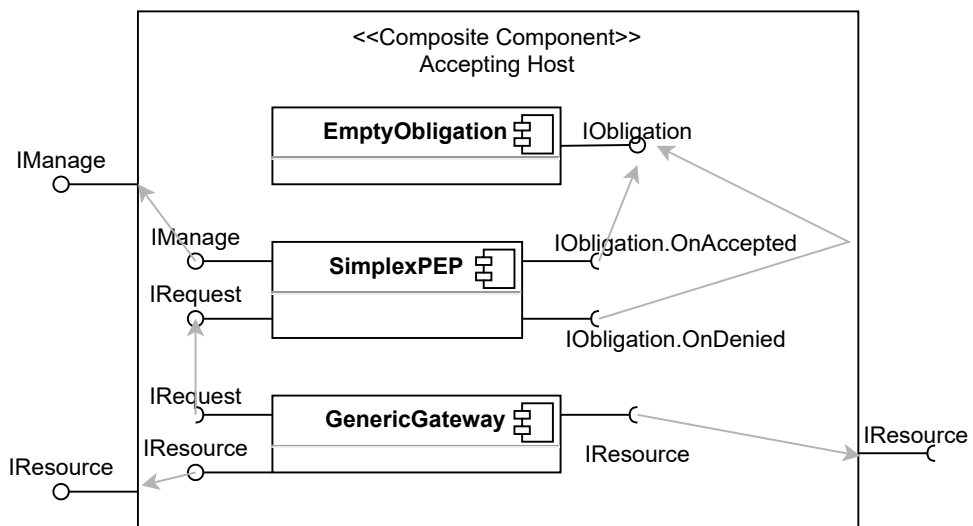 <<Composite Component>>
Accepting Host
EmptyObligation
IObligation
IManage
IManage
IObligation.OnAccepted
SimplexPEP
IRequest
IObligation.OnDenied
IRequest
GenericGateway
IResource
IResource
IResource
IResource